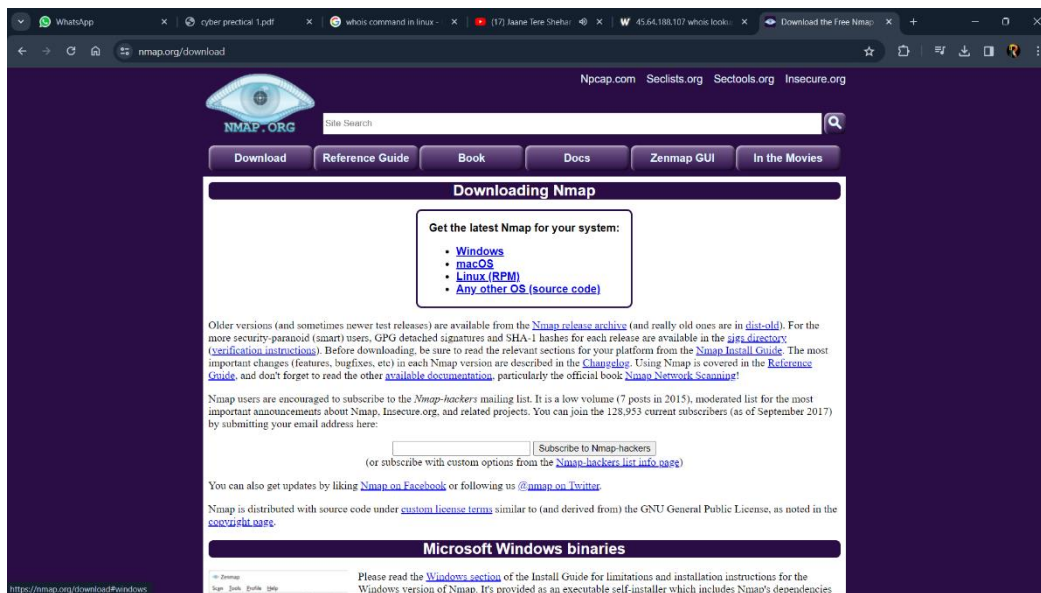 WhatsApp
cyber prectical 1.pdf
whois command in linux -
(17) Jaane Tere Shehar
45.64.188.107 whois looku
Download the Free Nmap
nmap.org/download
Npcap.com Seclists.org Sectools.org Insecure.org
NMAP.ORG
Site Search
Download Reference Guide Book Docs Zenmap GUI In the Movies
Downloading Nmap
Get the latest Nmap for your system:
• Windows
• macOS
• Linux (RPM)
• Any other OS (source code)
Older versions (and sometimes newer test releases) are available from the Nmap release archive (and really old ones are in dist-old). For the
more security-paranoid (smart) users, GPG detached signatures and SHA-1 hashes for each release are available in the sigs directory
(verification instructions). Before downloading, be sure to read the relevant sections for your platform from the Nmap Install Guide. The most
important changes (features, bugfixes, etc) in each Nmap version are described in the Changelog. Using Nmap is covered in the Reference
Guide, and don't forget to read the other available documentation, particularly the official book Nmap Network Scanning!
Nmap users are encouraged to subscribe to the Nmap-hackers mailing list. It is a low volume (7 posts in 2015), moderated list for the most
important announcements about Nmap, Insecure.org, and related projects. You can join the 128,953 current subscribers (as of September 2017)
by submitting your email address here:
Subscribe to Nmap-hackers
(or subscribe with custom options from the Nmap-hackers list info page)
You can also get updates by liking Nmap on Facebook or following us @nmap on Twitter.
Nmap is distributed with source code under custom license terms similar to (and derived from) the GNU General Public License, as noted in the
copyright page.
Microsoft Windows binaries
Zenmap
Scan Tools Profile Help
Please read the Windows section of the Install Guide for limitations and installation instructions for the
Windows version of Nmap. It's provided as an executable self-installer which includes Nmap's dependencies
https://nmap.org/download#windows